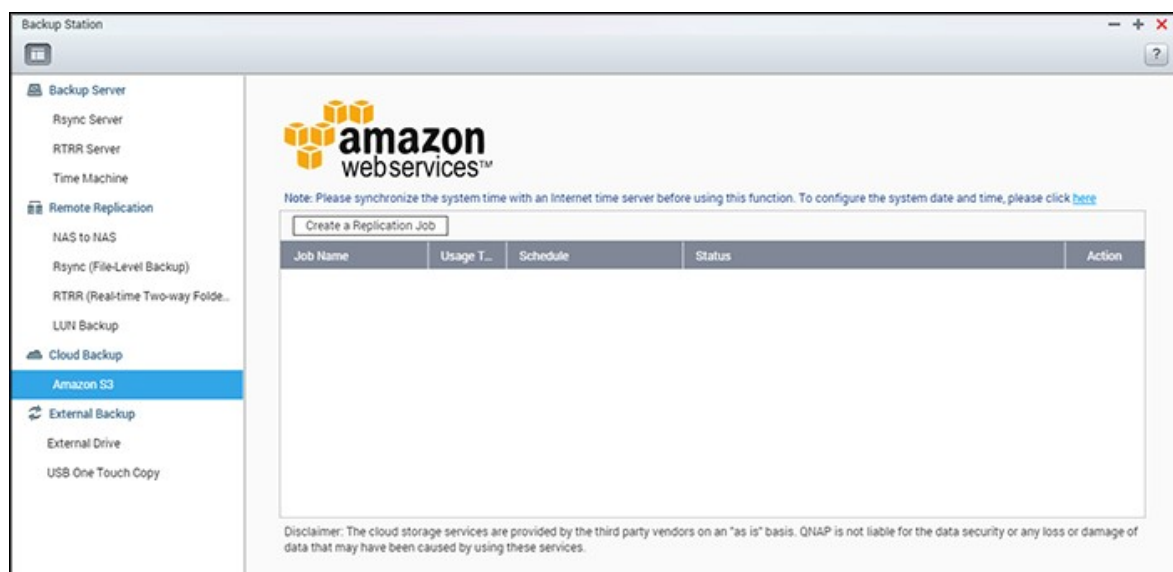 Backup Station
?
Backup Server
Rsync Server
RTRR Server
Time Machine
Remote Replication
NAS to NAS
Rsync (File-Level Backup)
RTRR (Real-time Two-way Folde...
LUN Backup
Cloud Backup
Amazon S3
External Backup
External Drive
USB One Touch Copy
amazon
webservices™
Note: Please synchronize the system time with an Internet time server before using this function. To configure the system date and time, please click here
Create a Replication Job
Job Name Usage T... Schedule Status Action
Disclaimer: The cloud storage services are provided by the third party vendors on an "as is" basis. QNAP is not liable for the data security or any loss or damage of
data that may have been caused by using these services.